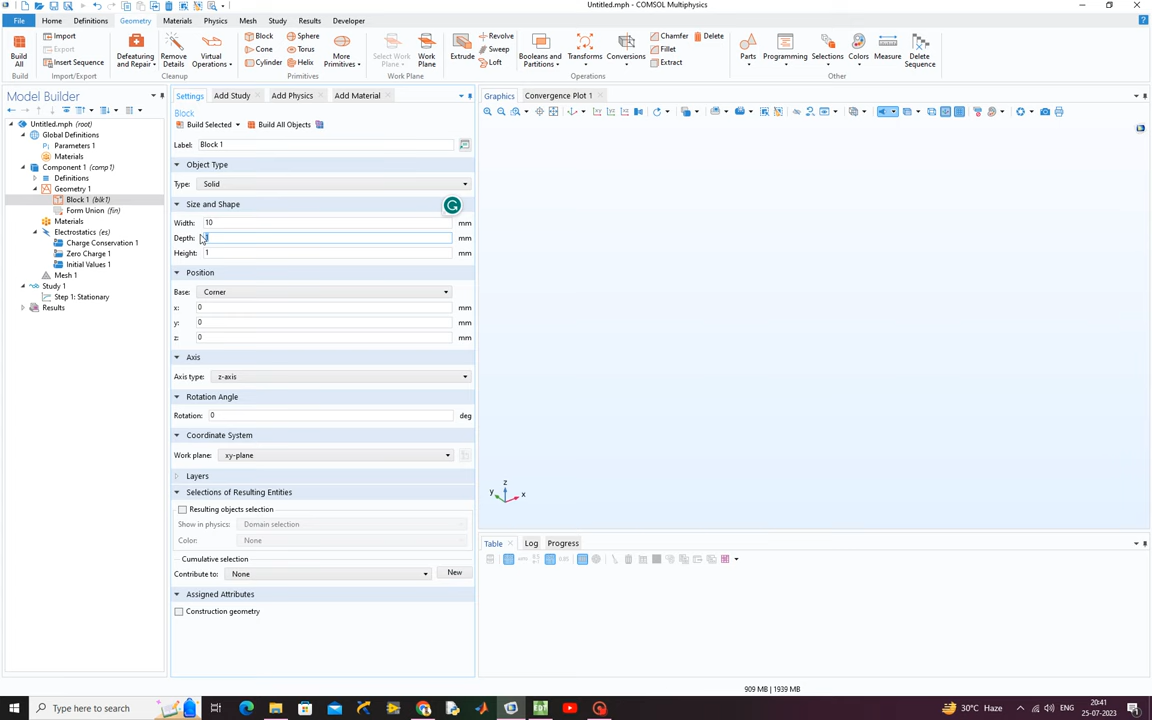 Untitled.mph - COMSOL Multiphysics
File Home Definitions Geometry Materials Physics Mesh Study Results Developer
Build All
Build
Import
Export
Insert Sequence
Import/Export
Defeaturing and Repair
Remove Details
Virtual Operations
Cleanup
Block Sphere
Cone Torus
Cylinder Helix
More Primitives
Primitives
Select Work Plane
Work Plane
Work Plane
Extrude
Revolve
Sweep
Loft
Booleans and Partitions
Transforms
Conversions
Chamfer Delete
Fillet
Extract
Operations
Parts
Programming
Selections
Colors
Measure
Delete Sequence
Other
Model Builder
Untitled.mph (root)
Global Definitions
Parameters 1
Materials
Component 1 (comp1)
Definitions
Geometry 1
Block 1 (blk1)
Form Union (fin)
Materials
Electrostatics (es)
Charge Conservation 1
Zero Charge 1
Initial Values 1
Mesh 1
Study 1
Step 1: Stationary
Results
Settings Add Study Add Physics Add Material
Block
Build Selected Build All Objects
Label: Block 1
Object Type
Type: Solid
Size and Shape
Width: 10 mm
Depth: mm
Height: 1 mm
Position
Base: Corner
x: 0 mm
y: 0 mm
z: 0 mm
Axis
Axis type: z-axis
Rotation Angle
Rotation: 0 deg
Coordinate System
Work plane: xy-plane
Layers
Selections of Resulting Entities
Resulting objects selection
Show in physics: Domain selection
Color: None
Cumulative selection
Contribute to: None New
Assigned Attributes
Construction geometry
Graphics Convergence Plot 1
z
y x
Table Log Progress
909 MB | 1939 MB
Type here to search
30°C Haze
ENG
20:41
25-07-2023